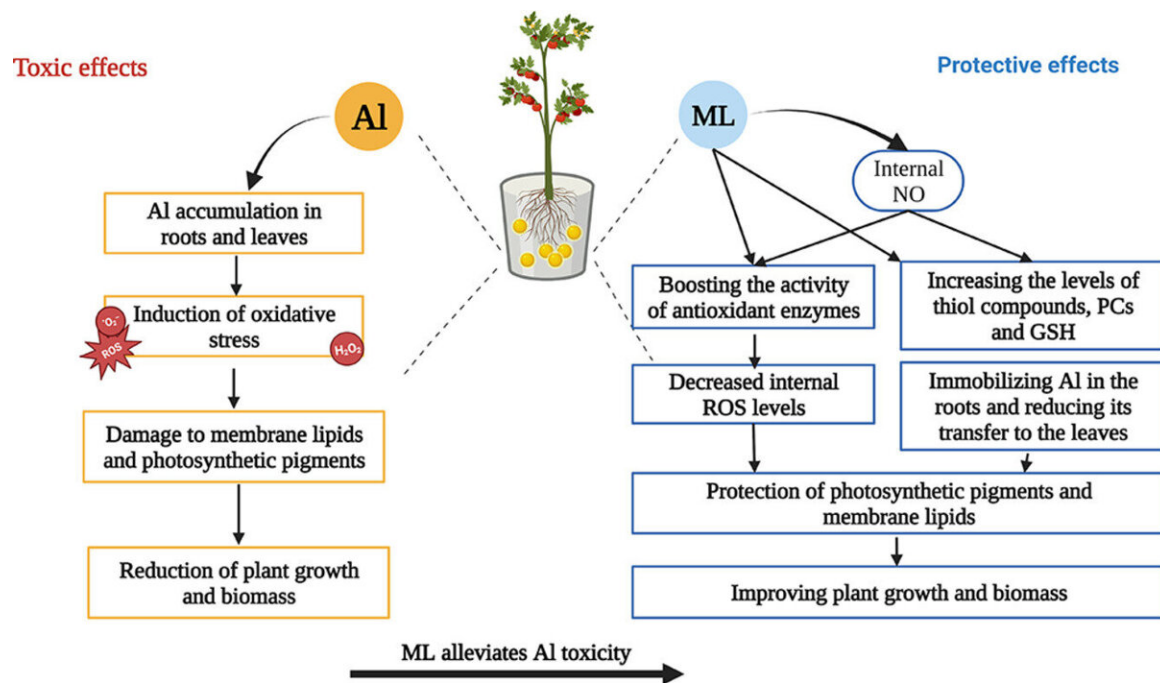 Toxic effects
Al
Al accumulation in
roots and leaves
Induction of oxidative
stress
·O₂⁻
ROS
H₂O₂
Damage to membrane lipids
and photosynthetic pigments
Reduction of plant growth
and biomass
Protective effects
ML
Internal
NO
Boosting the activity
of antioxidant enzymes
Increasing the levels of
thiol compounds, PCs
and GSH
Decreased internal
ROS levels
Immobilizing Al in the
roots and reducing its
transfer to the leaves
Protection of photosynthetic pigments and
membrane lipids
Improving plant growth and biomass
ML alleviates Al toxicity